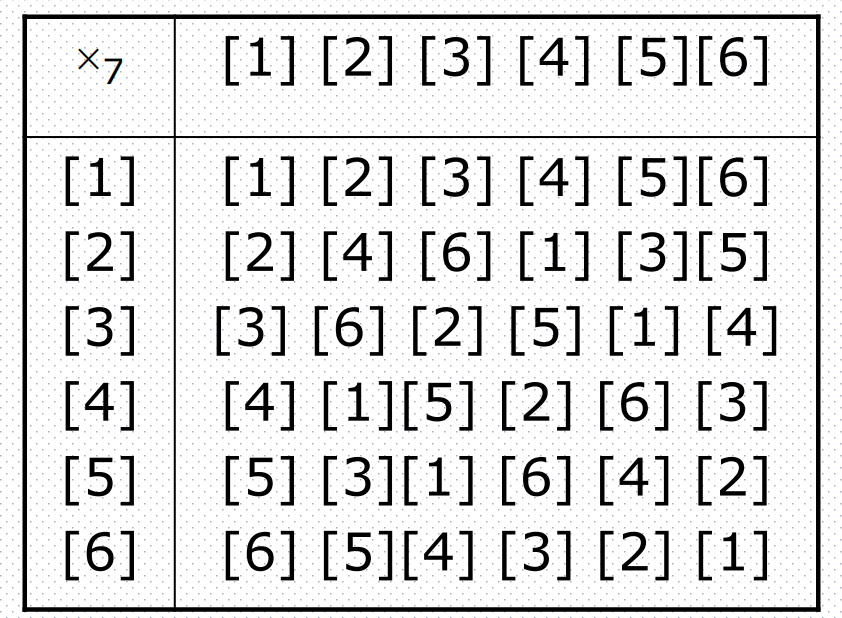 ×₇ [1] [2] [3] [4] [5][6]
[1] [1] [2] [3] [4] [5][6]
[2] [2] [4] [6] [1] [3][5]
[3] [3] [6] [2] [5] [1] [4]
[4] [4] [1][5] [2] [6] [3]
[5] [5] [3][1] [6] [4] [2]
[6] [6] [5][4] [3] [2] [1]